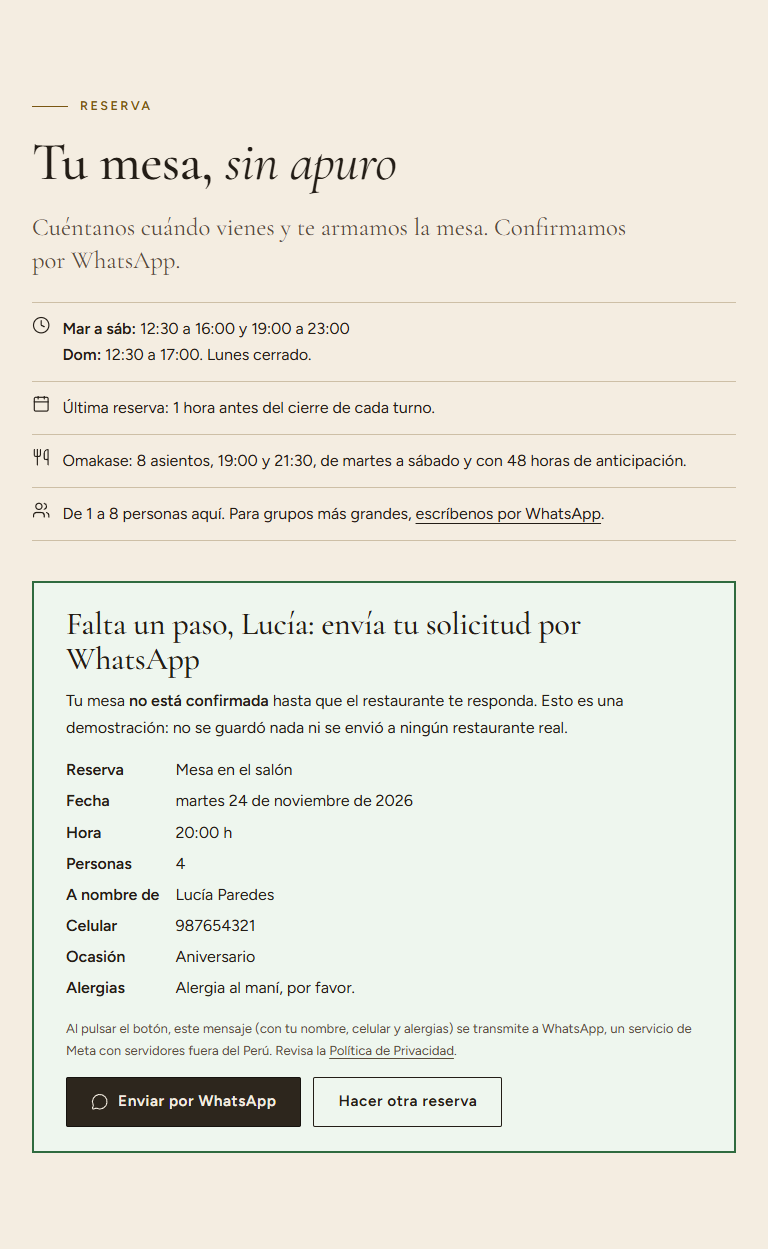 RESERVA
Tu mesa, sin apuro
Cuéntanos cuándo vienes y te armamos la mesa. Confirmamos
por WhatsApp.
Mar a sáb: 12:30 a 16:00 y 19:00 a 23:00
Dom: 12:30 a 17:00. Lunes cerrado.
Última reserva: 1 hora antes del cierre de cada turno.
Omakase: 8 asientos, 19:00 y 21:30, de martes a sábado y con 48 horas de anticipación.
De 1 a 8 personas aquí. Para grupos más grandes, escríbenos por WhatsApp.
Falta un paso, Lucía: envía tu solicitud por
WhatsApp
Tu mesa no está confirmada hasta que el restaurante te responda. Esto es una
demostración: no se guardó nada ni se envió a ningún restaurante real.
Reserva Mesa en el salón
Fecha martes 24 de noviembre de 2026
Hora 20:00 h
Personas 4
A nombre de Lucía Paredes
Celular 987654321
Ocasión Aniversario
Alergias Alergia al maní, por favor.
Al pulsar el botón, este mensaje (con tu nombre, celular y alergias) se transmite a WhatsApp, un servicio de
Meta con servidores fuera del Perú. Revisa la Política de Privacidad.
Enviar por WhatsApp Hacer otra reserva